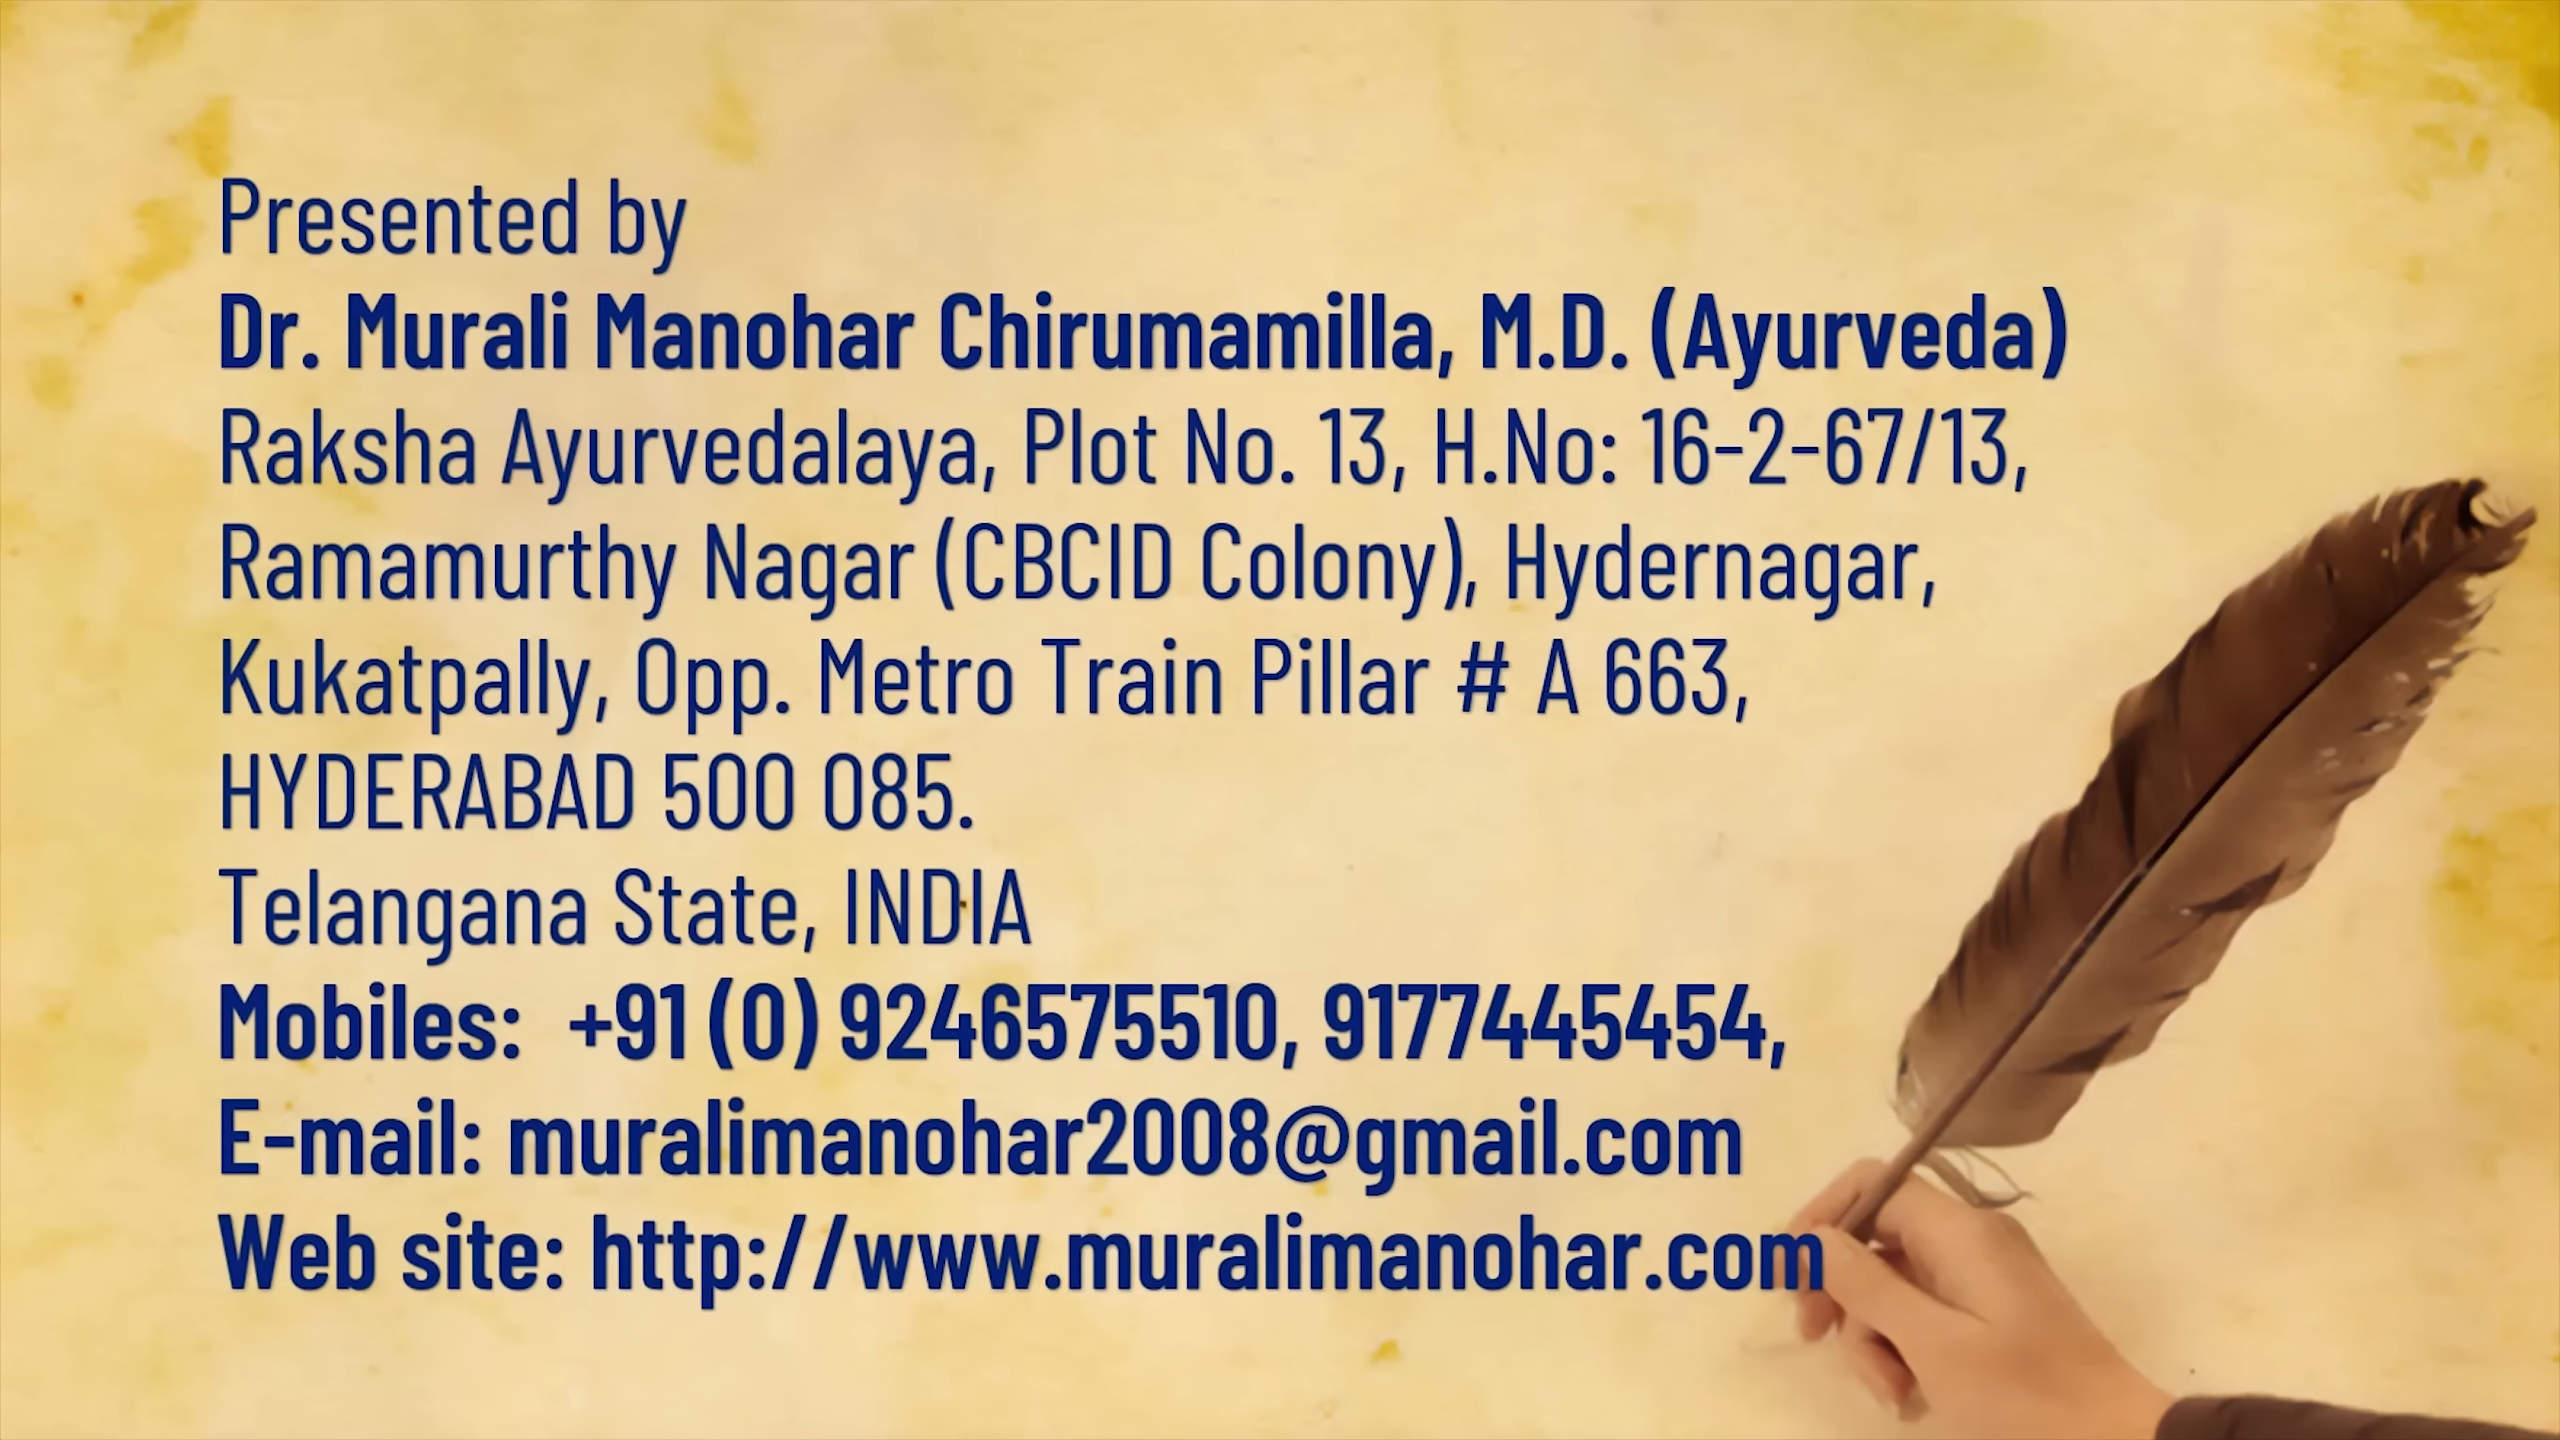 Presented by
Dr. Murali Manohar Chirumamilla, M.D. (Ayurveda)
Raksha Ayurvedalaya, Plot No. 13, H.No: 16-2-67/13,
Ramamurthy Nagar (CBCID Colony), Hydernagar,
Kukatpally, Opp. Metro Train Pillar # A 663,
HYDERABAD 500 085.
Telangana State, INDIA
Mobiles: +91 (0) 9246575510, 9177445454,
E-mail: muralimanohar2008@gmail.com
Web site: http://www.muralimanohar.com